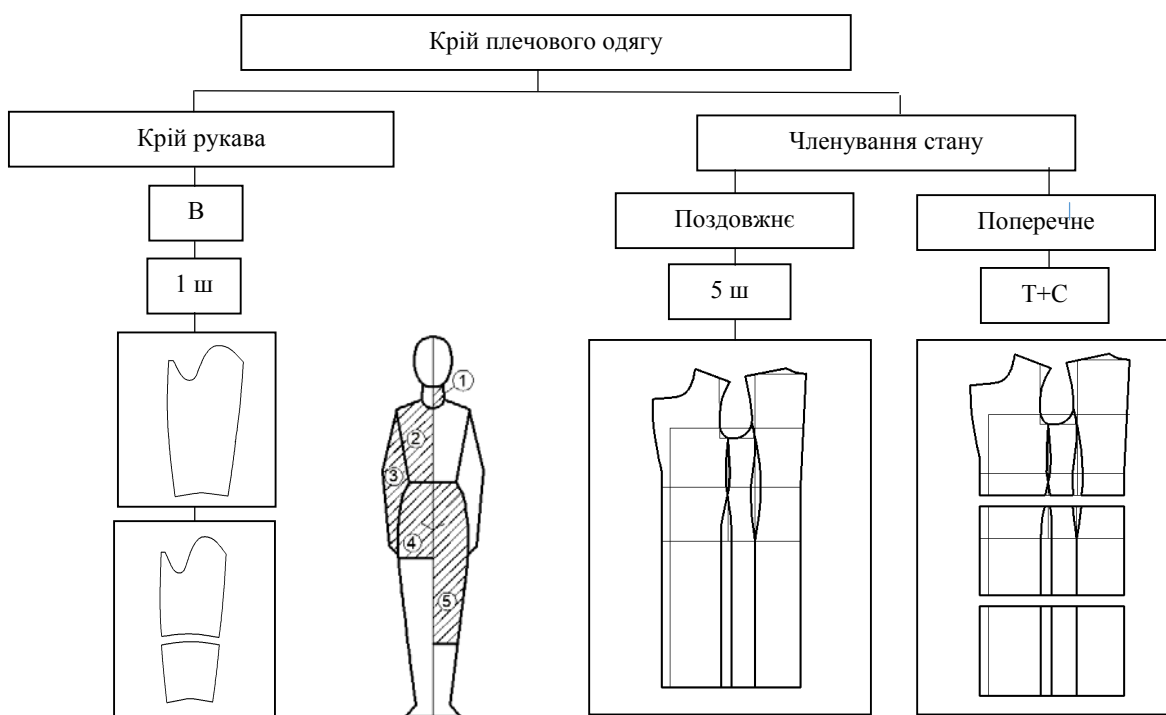 Крій плечового одягу
Крій рукава
Членування стану
В
Поздовжнє
Поперечне
1 ш
5 ш
Т+С
1
2
3
4
5